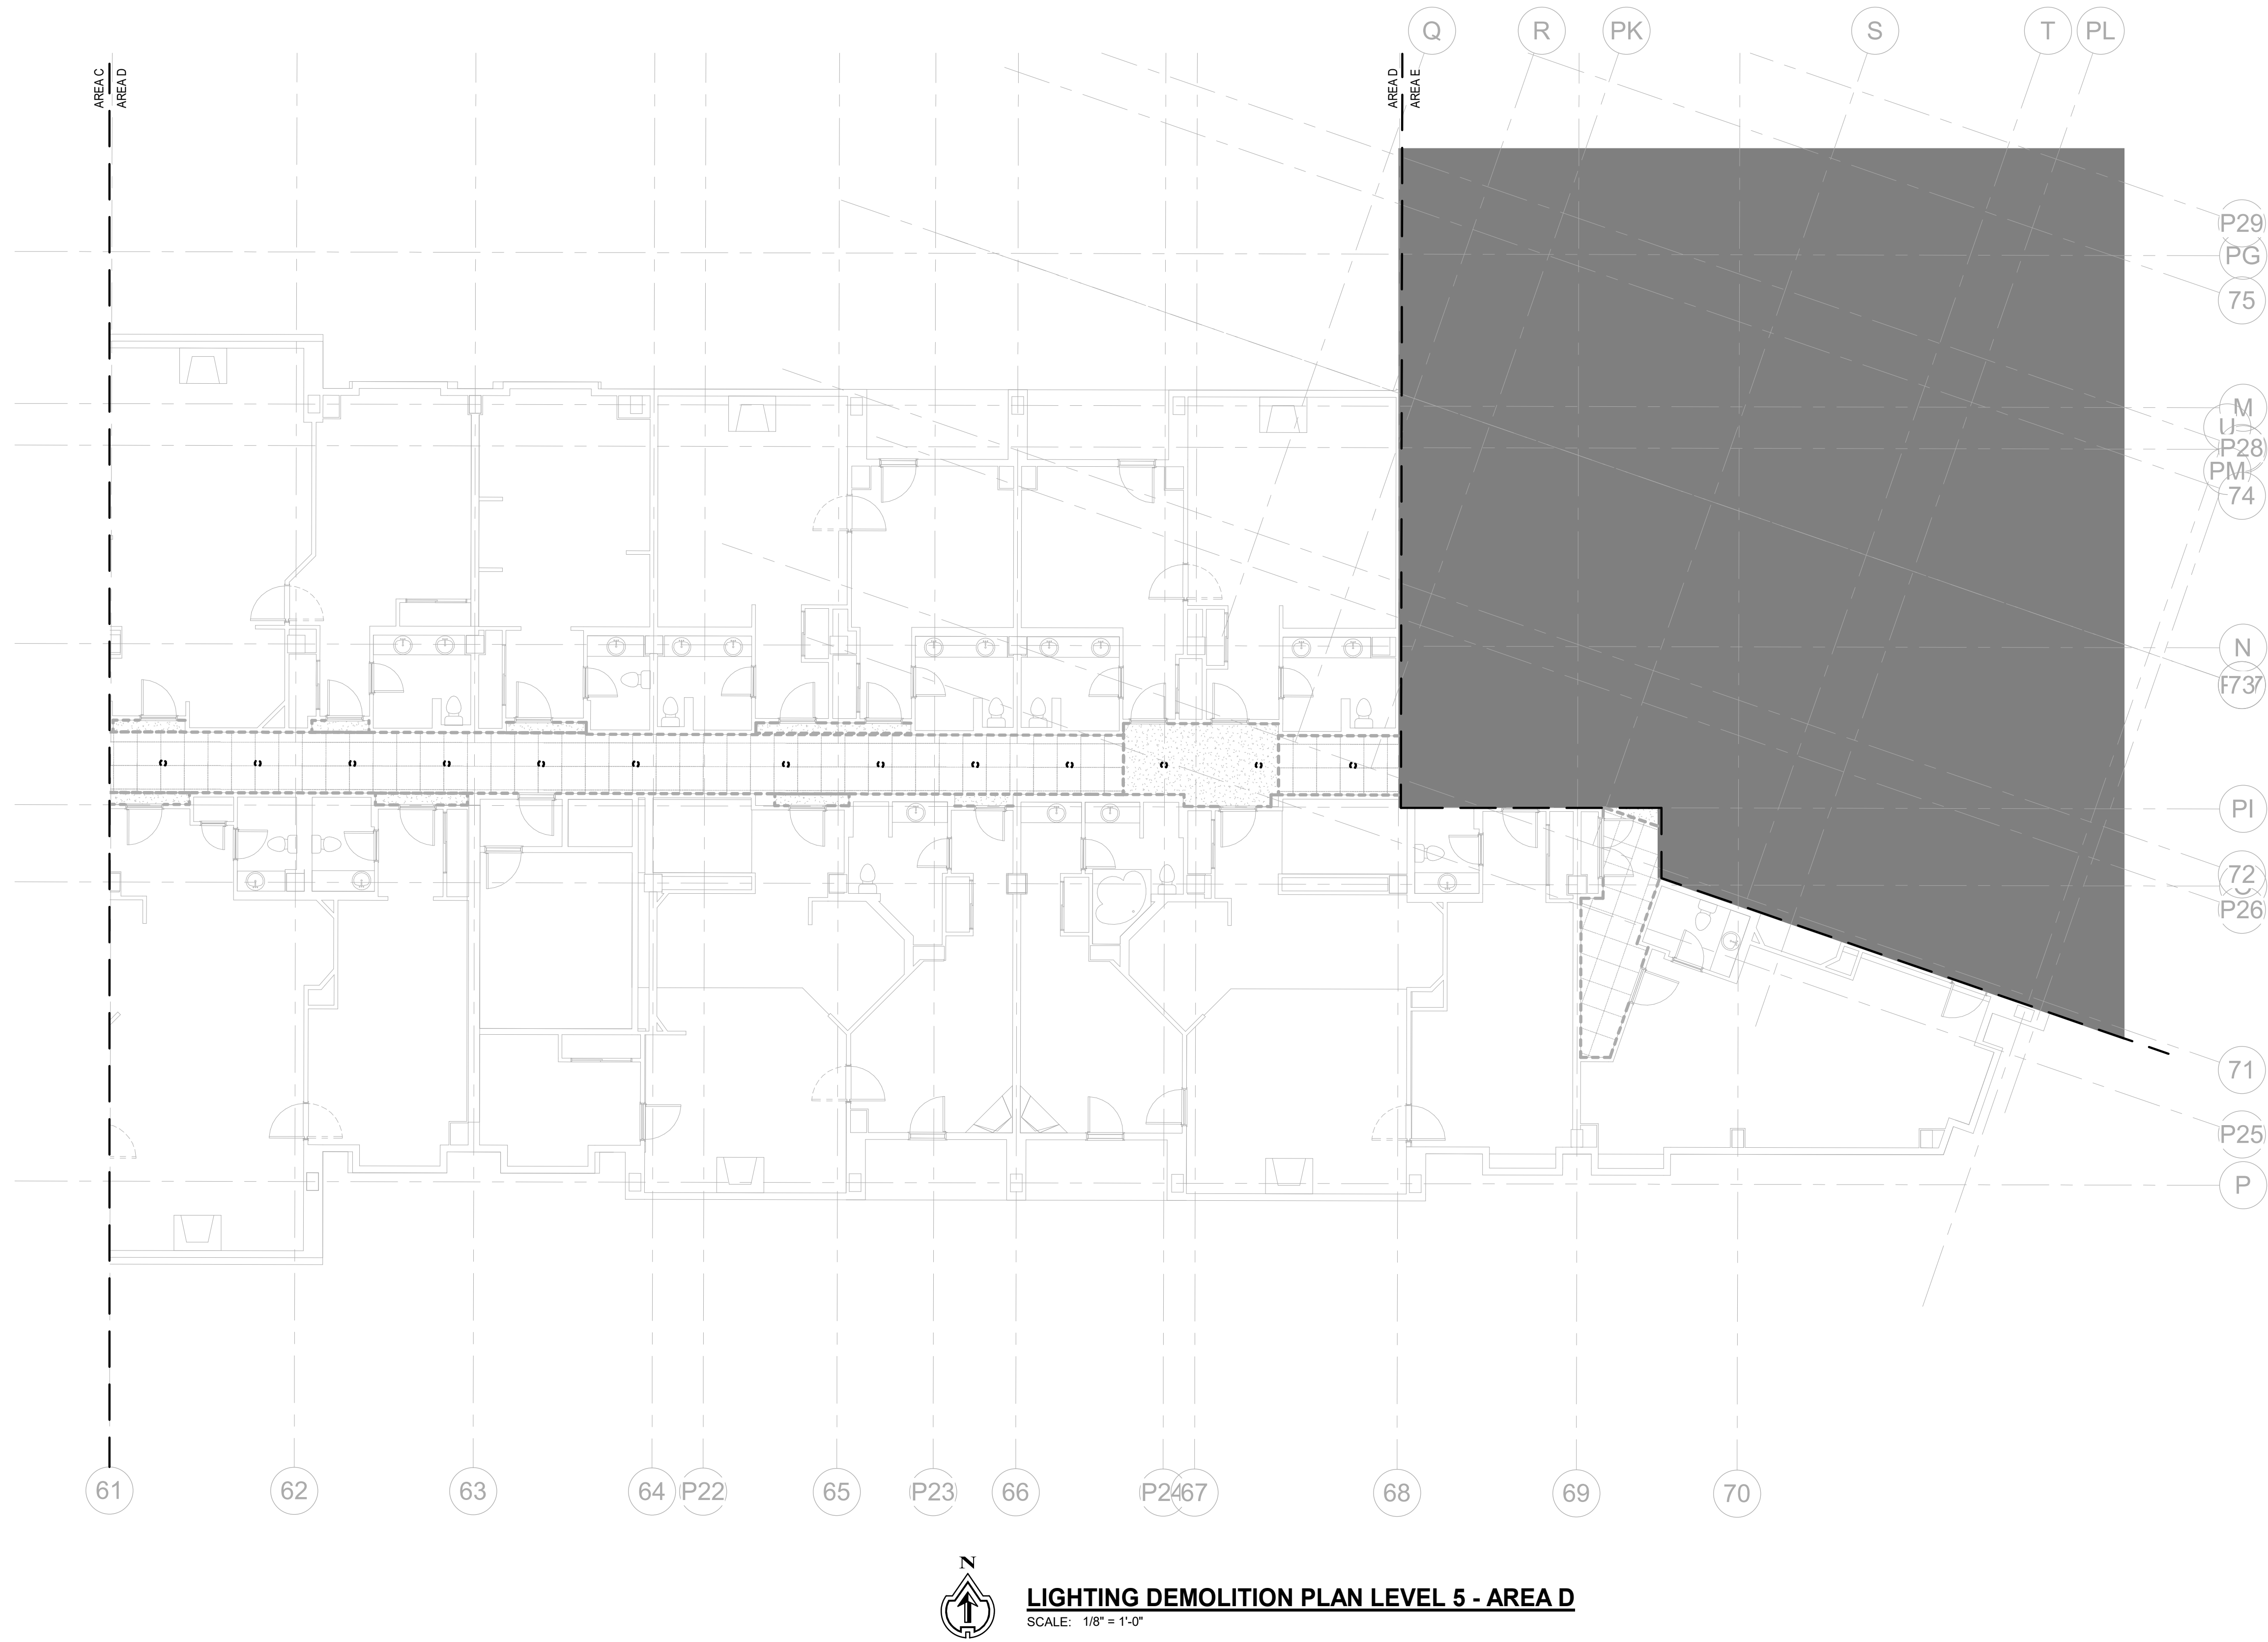 Q R PK S T PL
AREA C
AREA D
AREA D
AREA E
P29
PG
75
M
U
P28
PM
74
N
73
PI
72
P26
71
P25
P
61 62 63 64 P22 65 P23 66 P24 67 68 69 70
N
LIGHTING DEMOLITION PLAN LEVEL 5 - AREA D
SCALE: 1/8" = 1'-0"